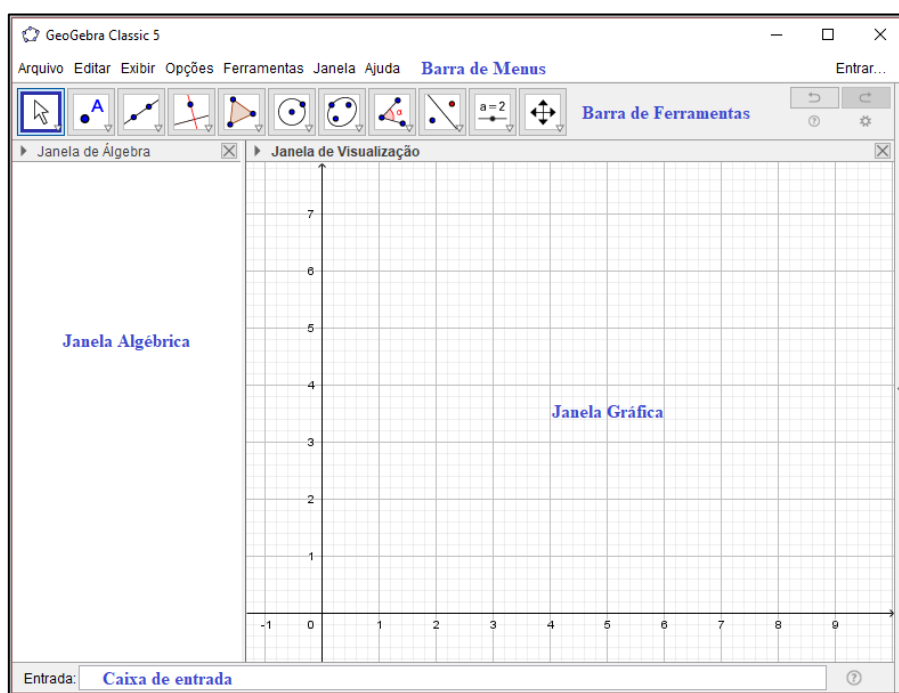 GeoGebra Classic 5
Arquivo Editar Exibir Opções Ferramentas Janela Ajuda Barra de Menus Entrar...
A α a=2 Barra de Ferramentas
Janela de Álgebra Janela de Visualização
7
6
5
Janela Algébrica
4
Janela Gráfica
3
2
1
-1 0 1 2 3 4 5 6 7 8 9
Entrada: Caixa de entrada